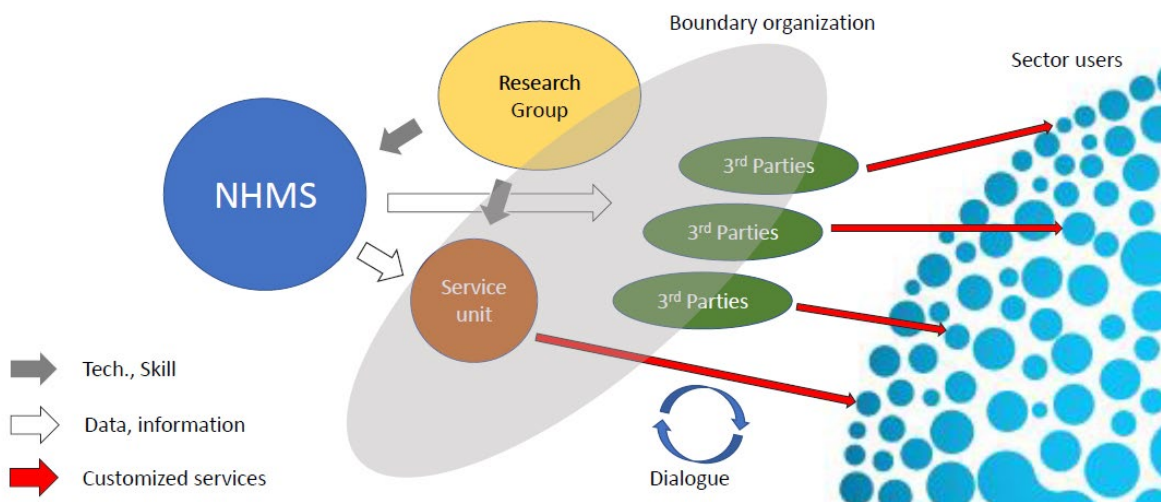 Boundary organization
Sector users
Research
Group
NHMS
3rd Parties
3rd Parties
Service
unit
3rd Parties
Tech., Skill
Data, information
Customized services
Dialogue